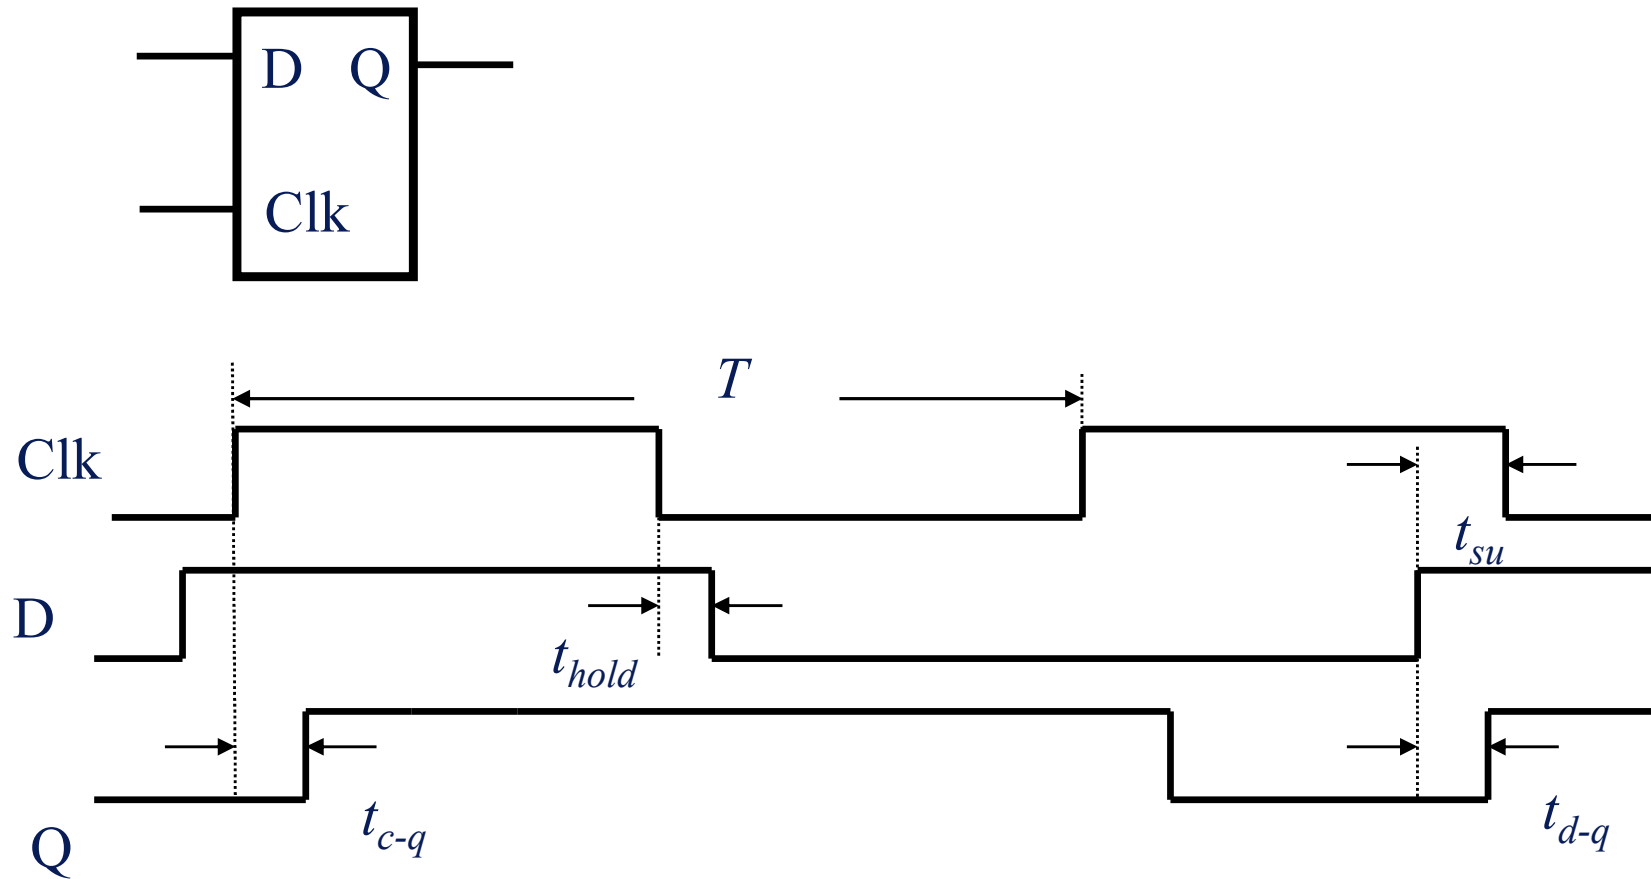 D Q
Clk
T
Clk
t_su
D
t_hold
t_c-q
t_d-q
Q